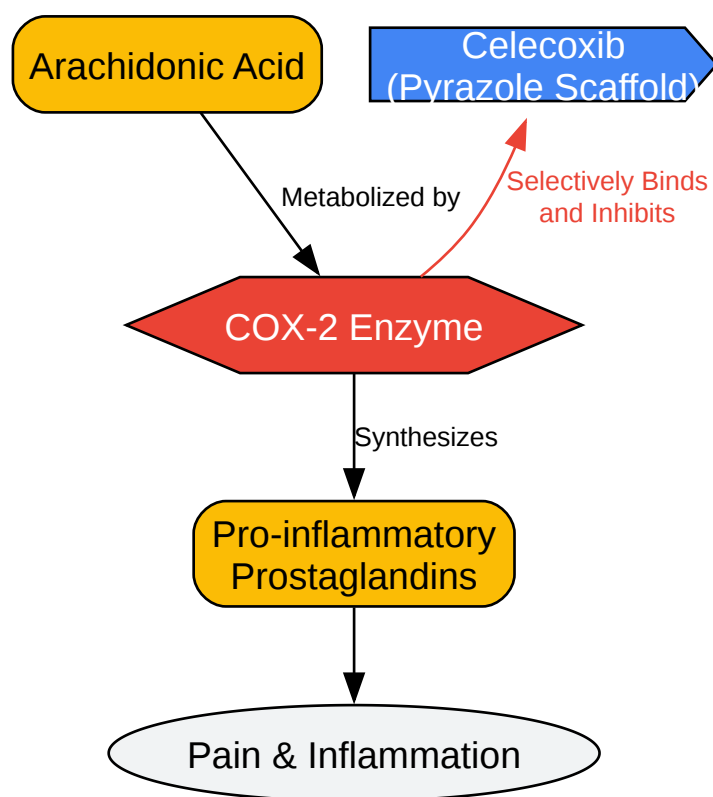 Arachidonic Acid
Celecoxib
(Pyrazole Scaffold)
Metabolized by
Selectively Binds
and Inhibits
COX-2 Enzyme
Synthesizes
Pro-inflammatory
Prostaglandins
Pain & Inflammation